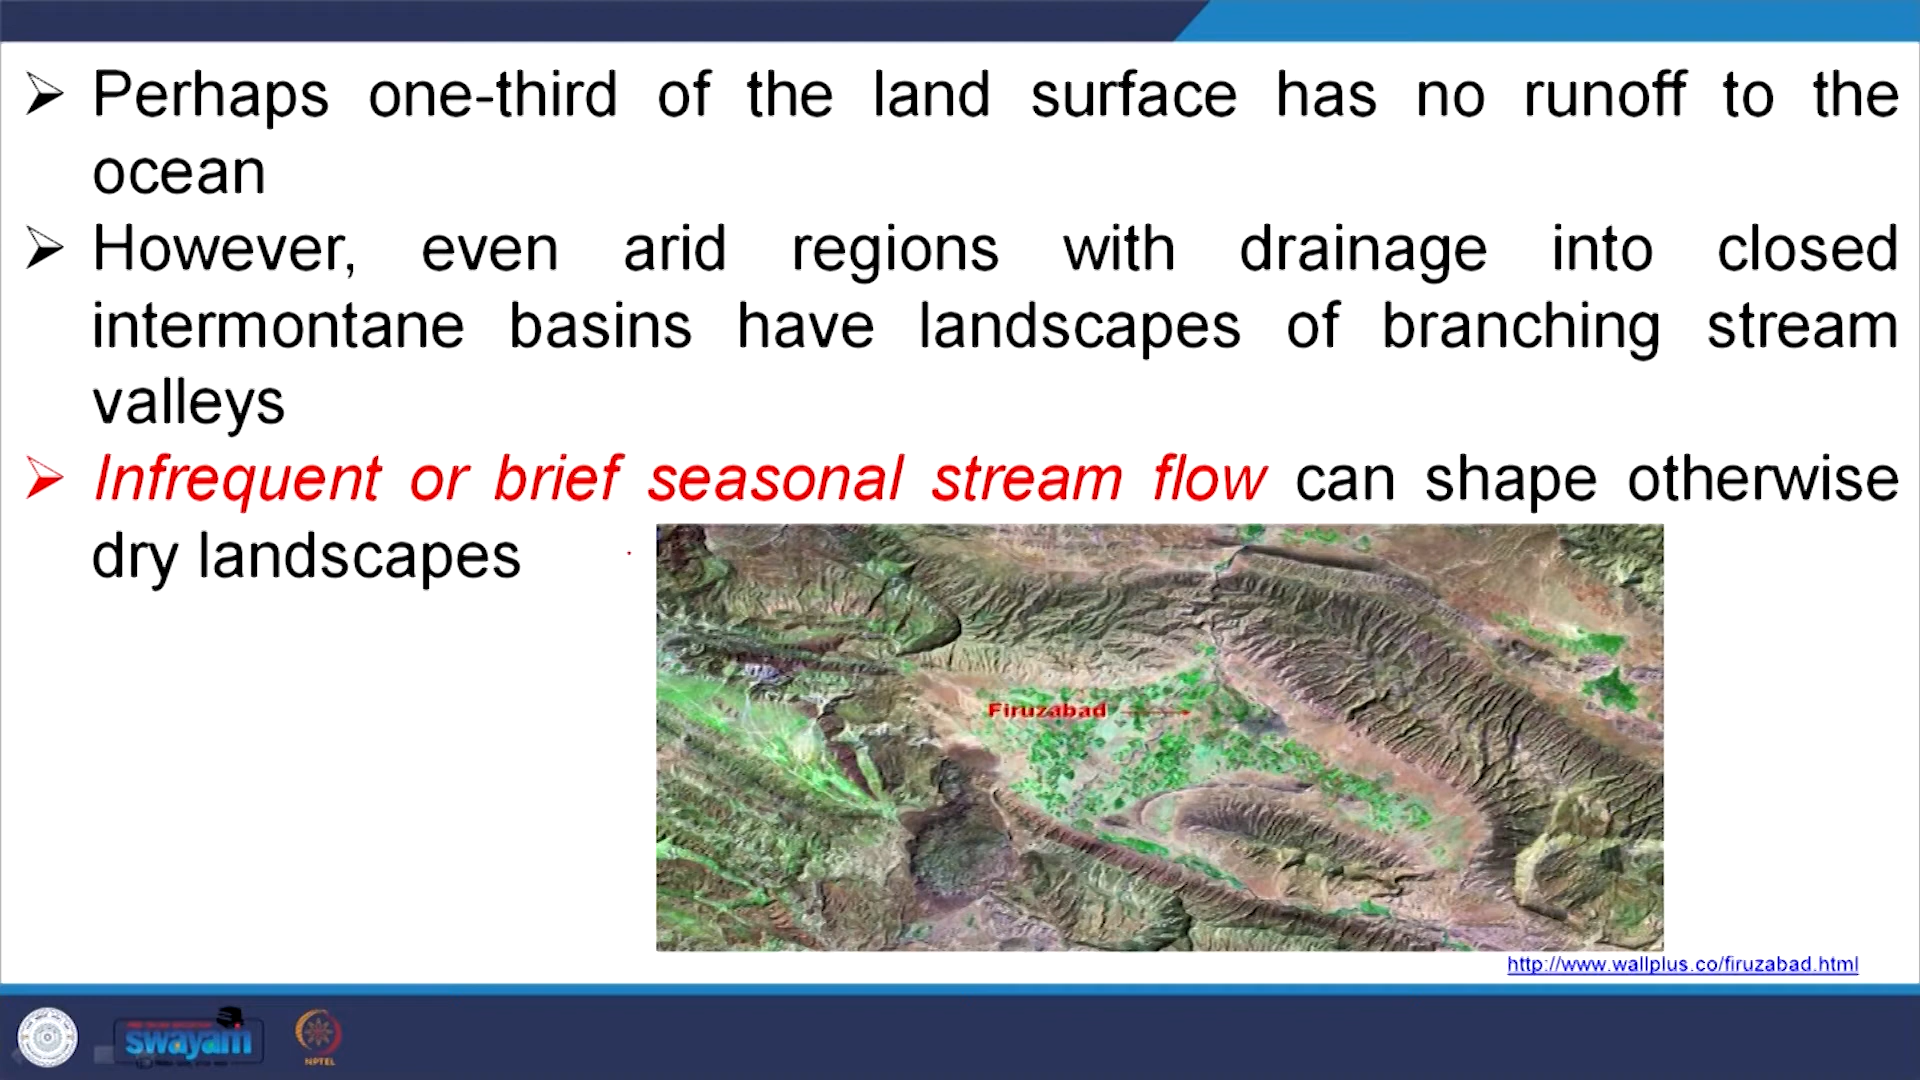 Perhaps one-third of the land surface has no runoff to the
ocean
However, even arid regions with drainage into closed
intermontane basins have landscapes of branching stream
valleys
Infrequent or brief seasonal stream flow can shape otherwise
dry landscapes
Firuzabad
http://www.wallplus.co/firuzabad.html
swayam
NPTEL